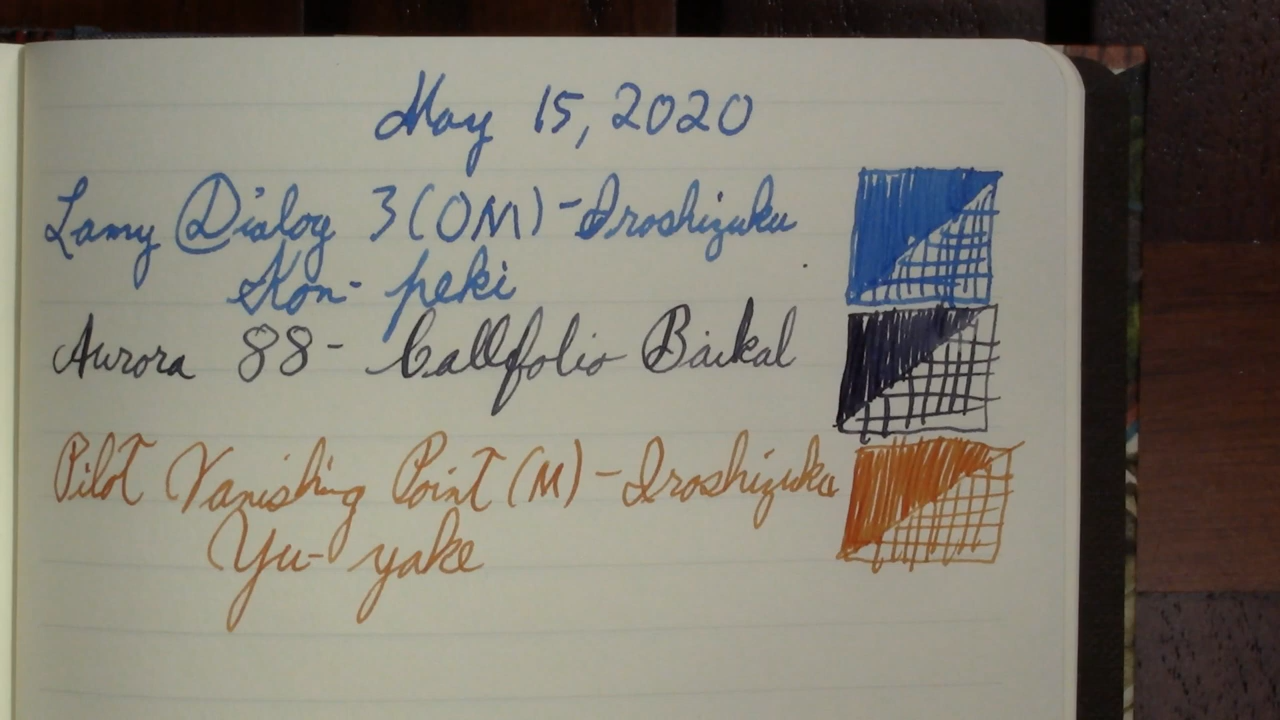 May 15, 2020
Lamy Dialog 3 (OM) - Iroshizuku
Kon-peki
Aurora 88 - Callifolio Baikal
Pilot Vanishing Point (M) - Iroshizuku
Yu-yake